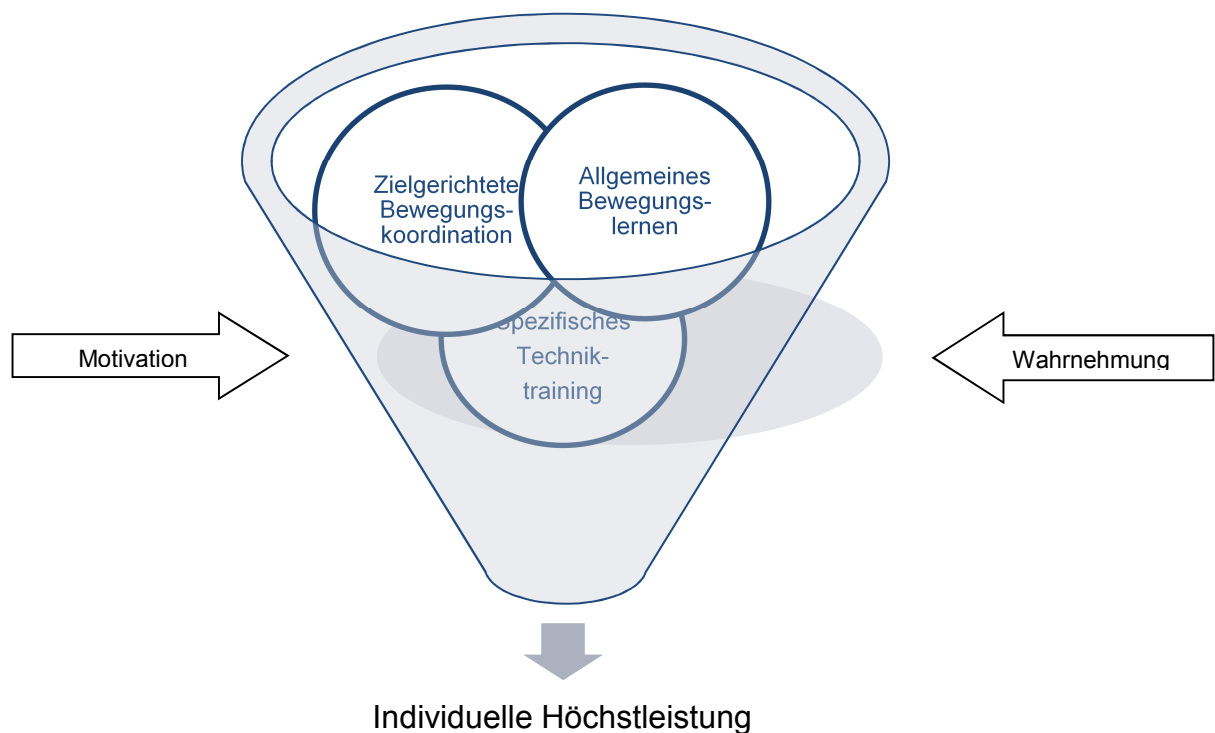 Zielgerichtete
Bewegungs-
koordination
Allgemeines
Bewegungs-
lernen
Spezifisches
Technik-
training
Motivation
Wahrnehmung
Individuelle Höchstleistung